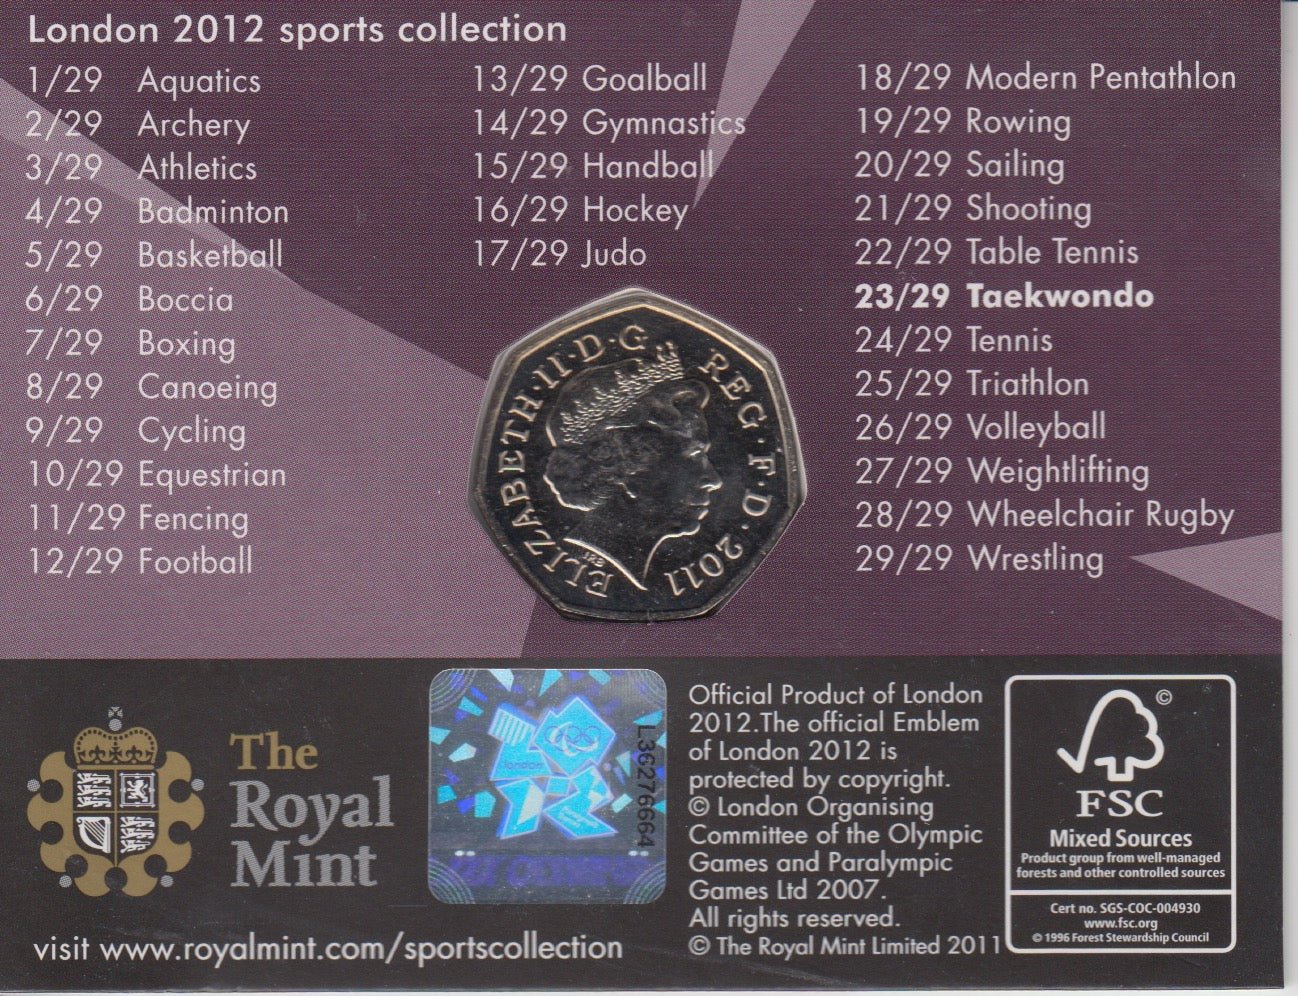 London 2012 sports collection
1/29 Aquatics
2/29 Archery
3/29 Athletics
4/29 Badminton
5/29 Basketball
6/29 Boccia
7/29 Boxing
8/29 Canoeing
9/29 Cycling
10/29 Equestrian
11/29 Fencing
12/29 Football
13/29 Goalball
14/29 Gymnastics
15/29 Handball
16/29 Hockey
17/29 Judo
18/29 Modern Pentathlon
19/29 Rowing
20/29 Sailing
21/29 Shooting
22/29 Table Tennis
23/29 Taekwondo
24/29 Tennis
25/29 Triathlon
26/29 Volleyball
27/29 Weightlifting
28/29 Wheelchair Rugby
29/29 Wrestling
ELIZABETH·II·D·G REG·F·D·2011
IRB
The
Royal
Mint
visit www.royalmint.com/sportscollection
london
L36276664
Official Product of London
2012.The official Emblem
of London 2012 is
protected by copyright.
© London Organising
Committee of the Olympic
Games and Paralympic
Games Ltd 2007.
All rights reserved.
© The Royal Mint Limited 2011
©
FSC
Mixed Sources
Product group from well-managed
forests and other controlled sources
Cert no. SGS-COC-004930
www.fsc.org
© 1996 Forest Stewardship Council